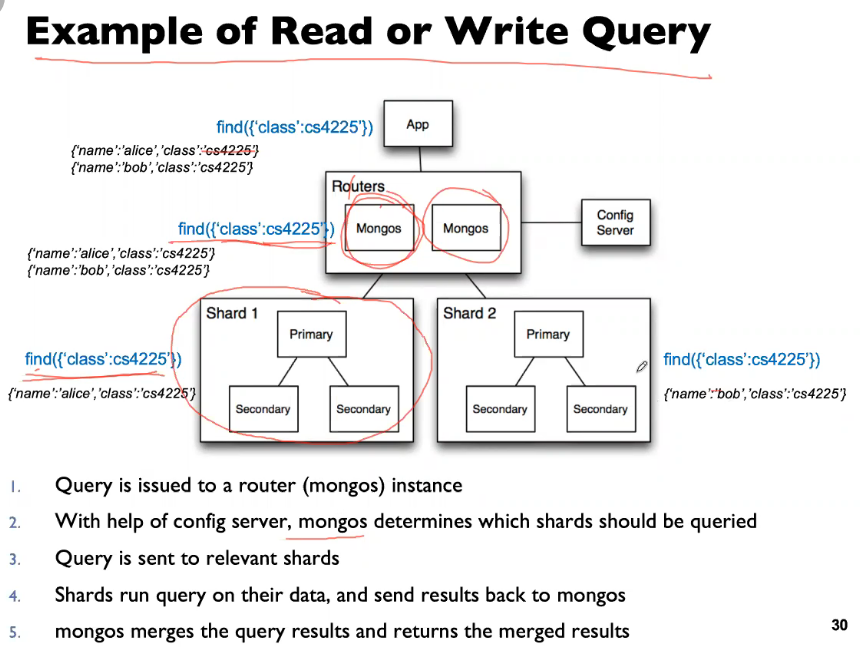 Example of Read or Write Query
find({'class':cs4225'})
App
{'name':'alice','class':'cs4225'}
{'name':'bob','class':'cs4225'}
Routers
find({'class':cs4225'})
Mongos
Mongos
Config
Server
{'name':'alice,'class':'cs4225'}
{'name':'bob','class':'cs4225'}
Shard 1
Shard 2
Primary
Primary
find({'class':cs4225'})
find({'class':cs4225'})
{'name':'alice','class':'cs4225'}
{'name':'bob','class':'cs4225'}
Secondary
Secondary
Secondary
Secondary
1. Query is issued to a router (mongos) instance
2. With help of config server, mongos determines which shards should be queried
3. Query is sent to relevant shards
4. Shards run query on their data, and send results back to mongos
5. mongos merges the query results and returns the merged results
30